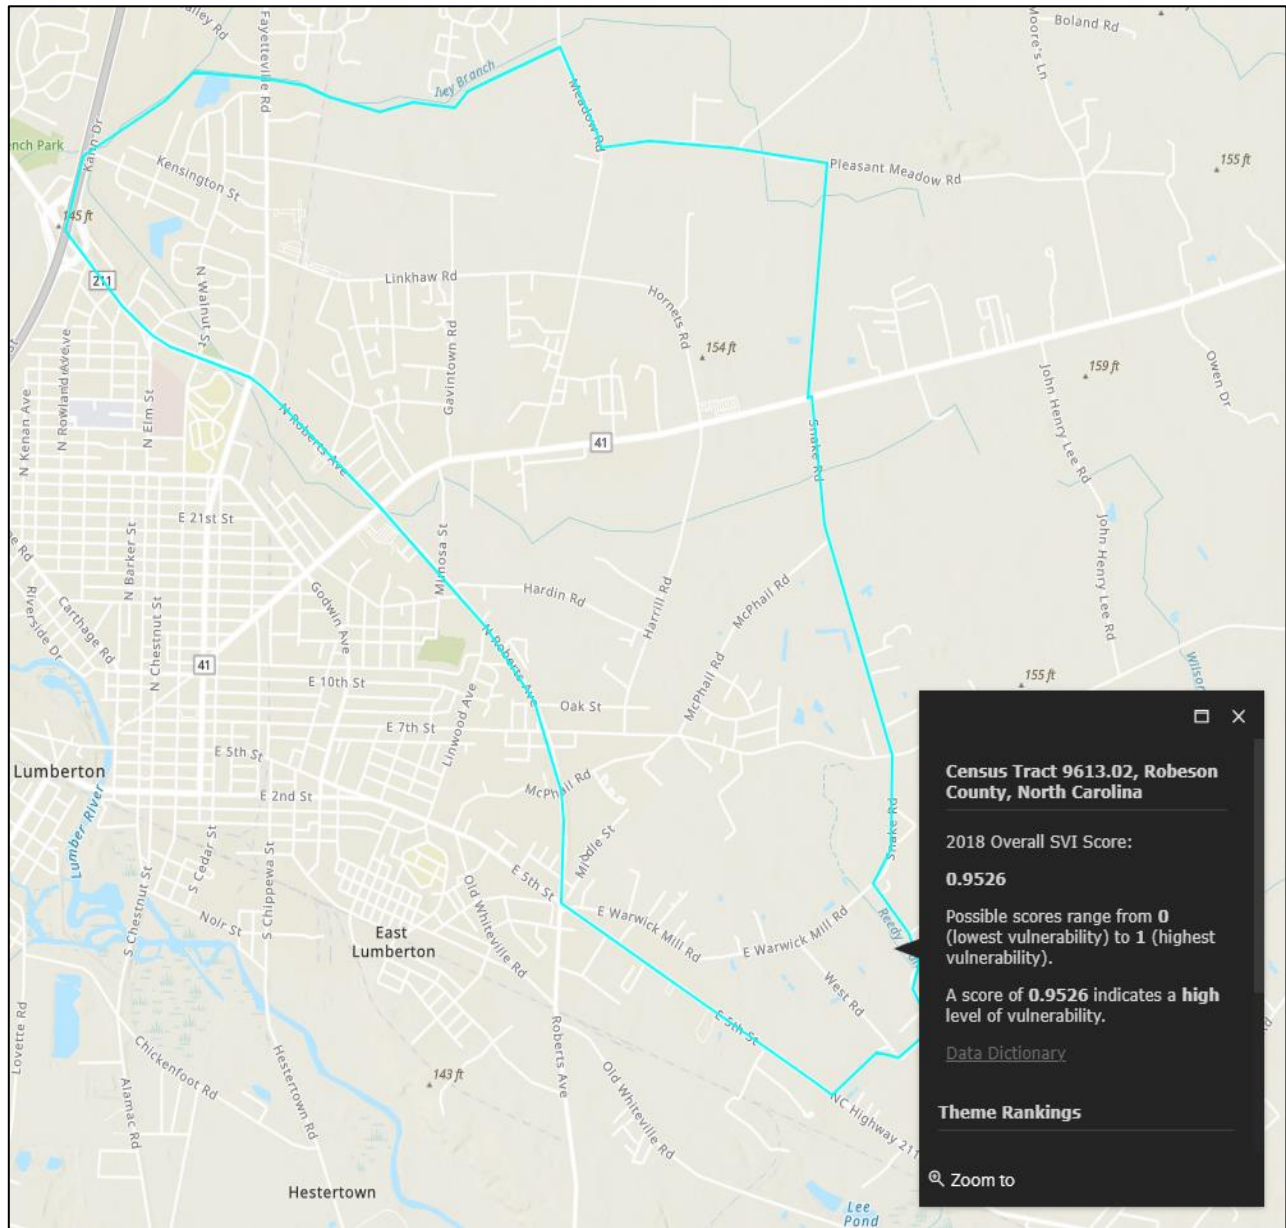 Boland Rd
Moore's Ln
Fayetteville Rd
alley Rd
Ivey Branch
Meadow Rd
Kahn Dr
ench Park
Kensington St
Pleasant Meadow Rd
155 ft
145 ft
211
N Walnut St
Linkhaw Rd
Hornets Rd
154 ft
Gavintown Rd
159 ft
Owen Dr
John Henry Lee Rd
N Kenan Ave
N Elm St
N Roberts Ave
41
Snake Rd
E 21st St
N Barker St
Mimosa St
John Henry Lee Rd
ne Rd
Riverside Dr
Carthage Rd
N Chestnut St
Godwin Ave
Hardin Rd
Harrill Rd
McPhail Rd
N Roberts Ave
41
E 10th St
McPhail Rd
Wilson
155 ft
Linwood Ave
Oak St
E 7th St
E 5th St
Lumberton
McPhail Rd
E 2nd St
Lumber River
Middle St
Snake Rd
S Cedar St
S Chippewa St
S Chestnut St
Noir St
E 5th St
Old Whiteville Rd
East
Lumberton
E Warwick Mill Rd
E Warwick Mill Rd
Reedy
West Rd
E 5th St
Lovette Rd
Chickenfoot Rd
Alamac Rd
Hestertown Rd
143 ft
Roberts Ave
Old Whiteville Rd
NC Highway 211
Hestertown
Lee
Pond
Census Tract 9613.02, Robeson
County, North Carolina
2018 Overall SVI Score:
0.9526
Possible scores range from 0
(lowest vulnerability) to 1 (highest
vulnerability).
A score of 0.9526 indicates a high
level of vulnerability.
Data Dictionary
Theme Rankings
Zoom to